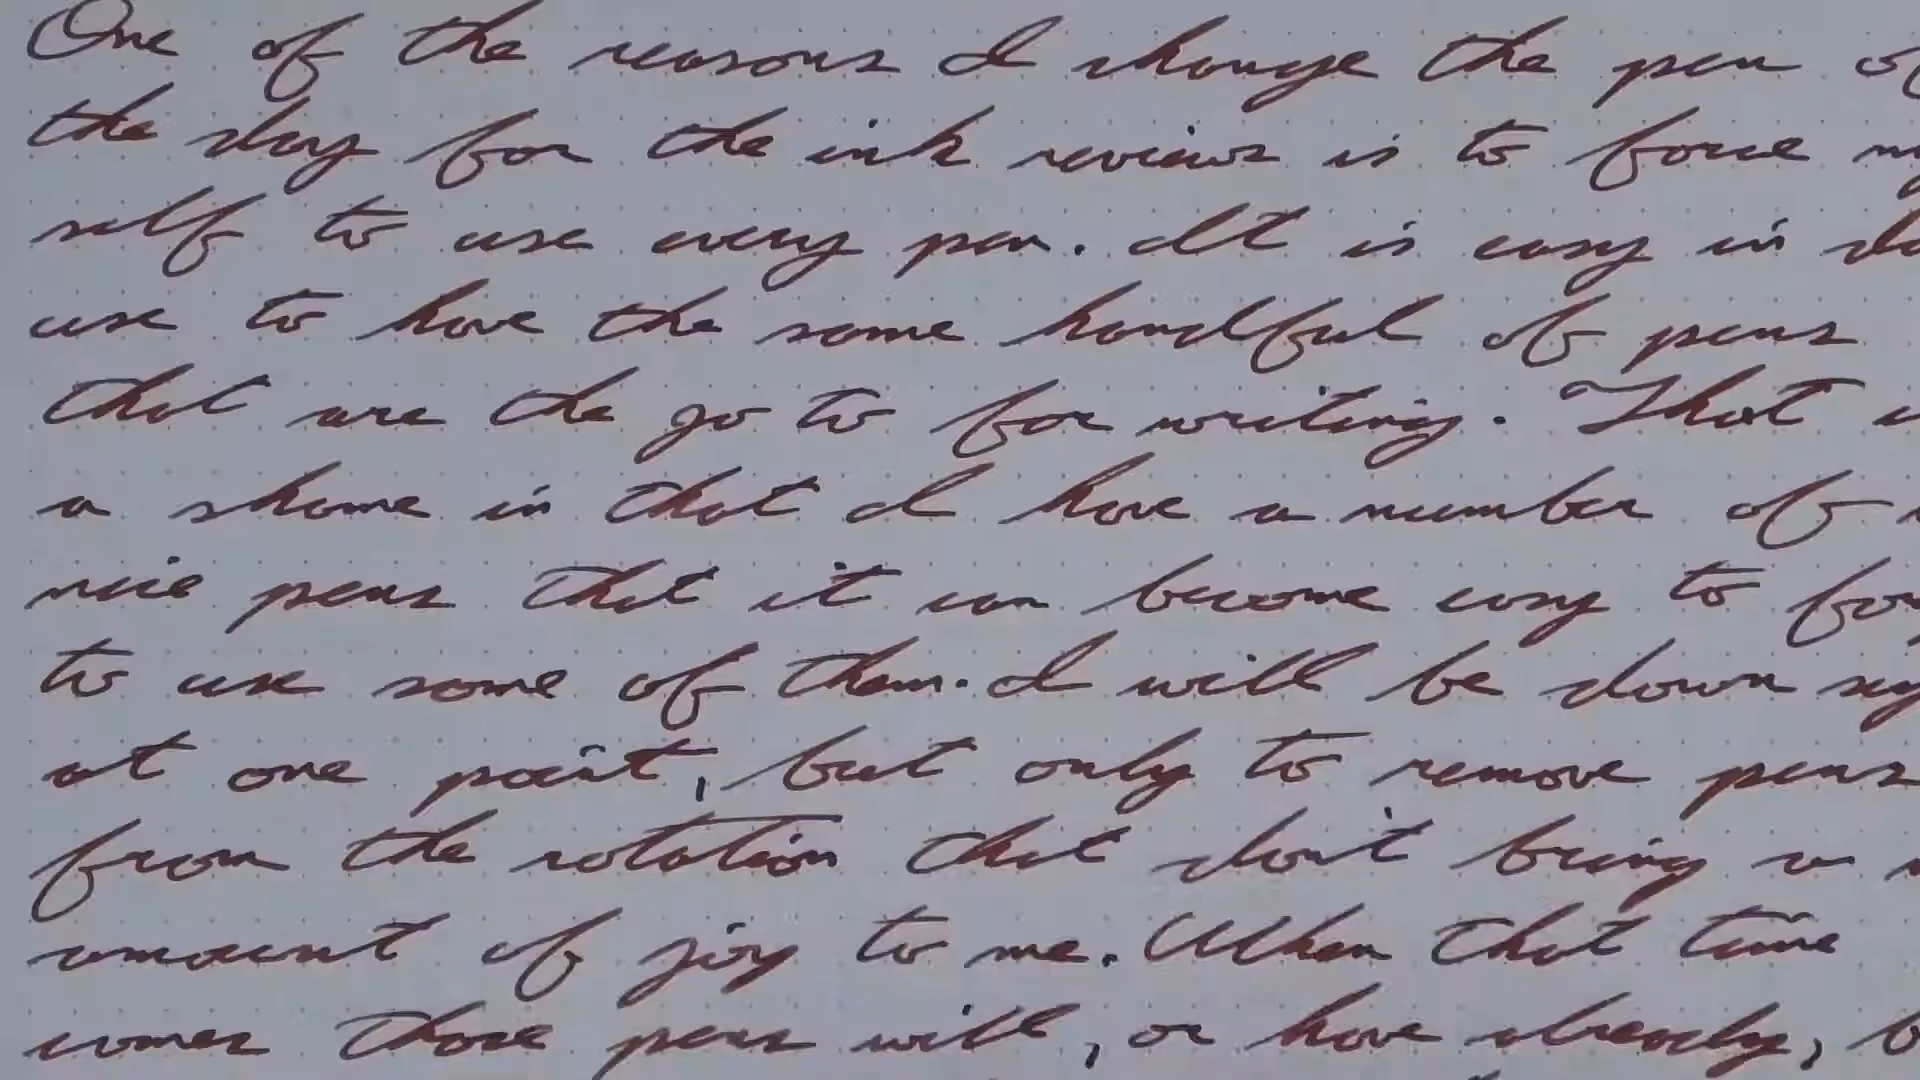 One of the reasons I change the pen of
the day for the ink reviews is to force my
self to use every pen. It is easy in
use to have the same handful of pens
that are the go to for writing. That
a shame in that I have a number of
nice pens that it can become easy to
to use some of them. I will be down
at one point, but only to remove pens
from the rotation that don't bring a
amount of joy to me. When that time
comes those pens will, or have already,